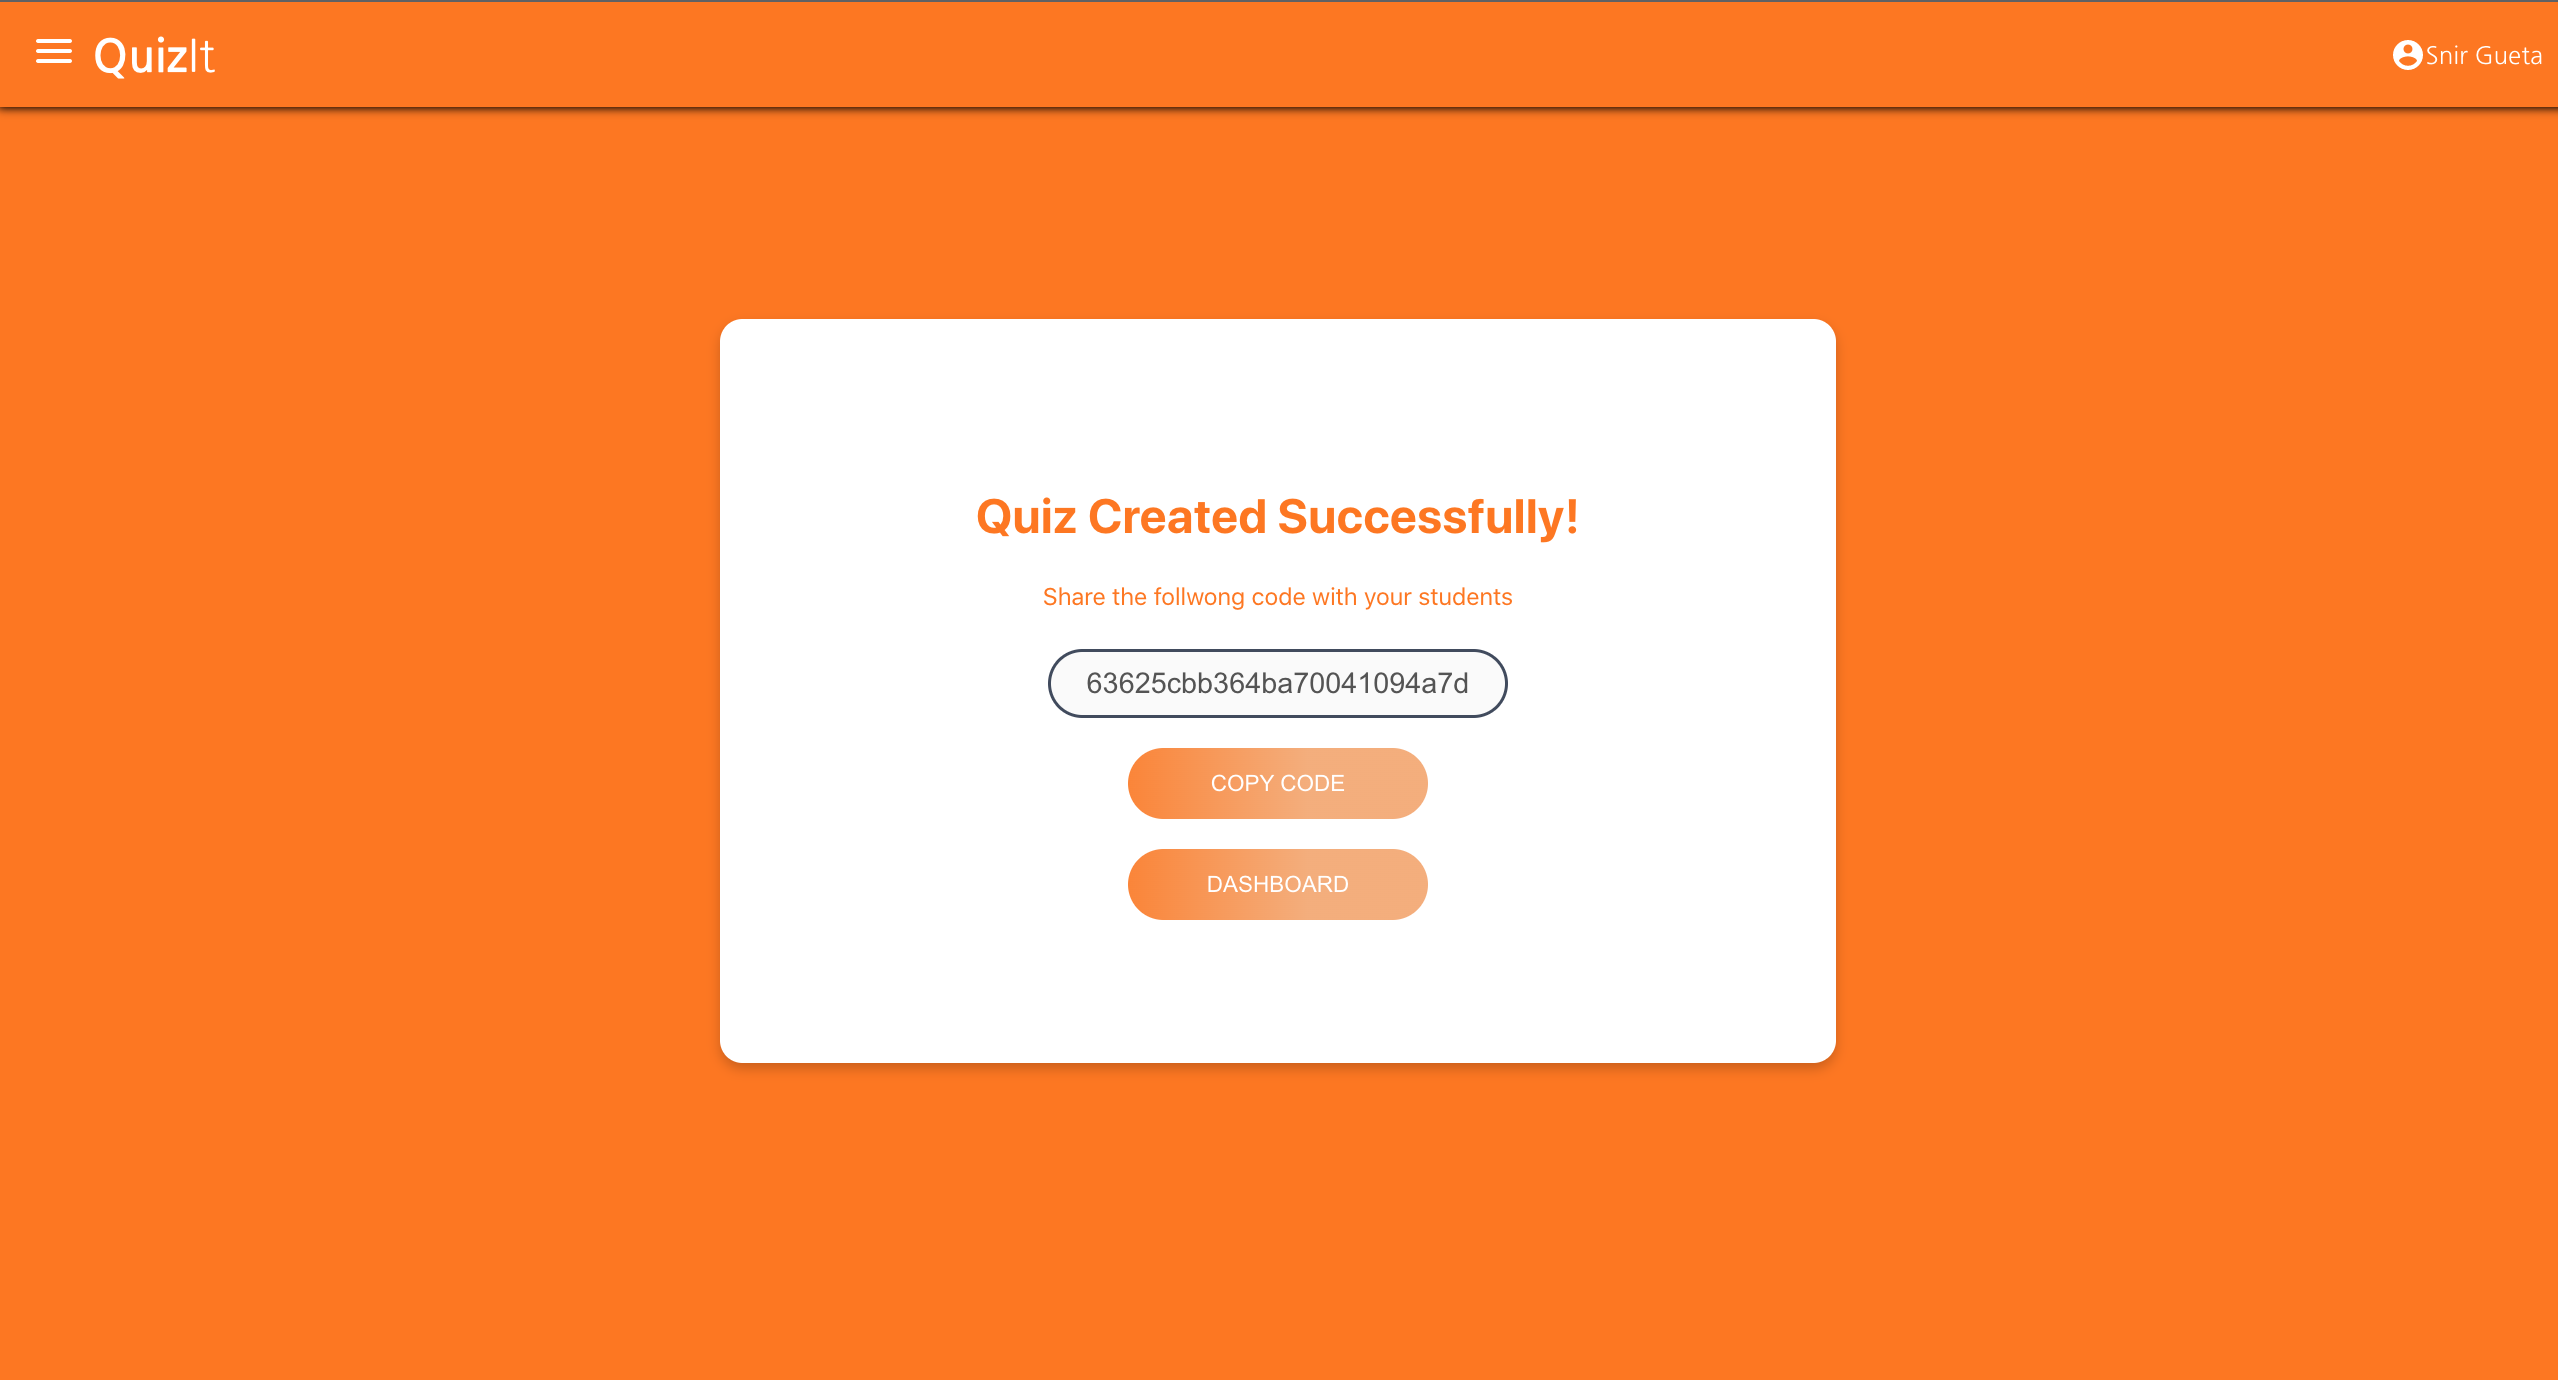 QuizIt
Snir Gueta
Quiz Created Successfully!
Share the follwong code with your students
63625cbb364ba70041094a7d
COPY CODE
DASHBOARD